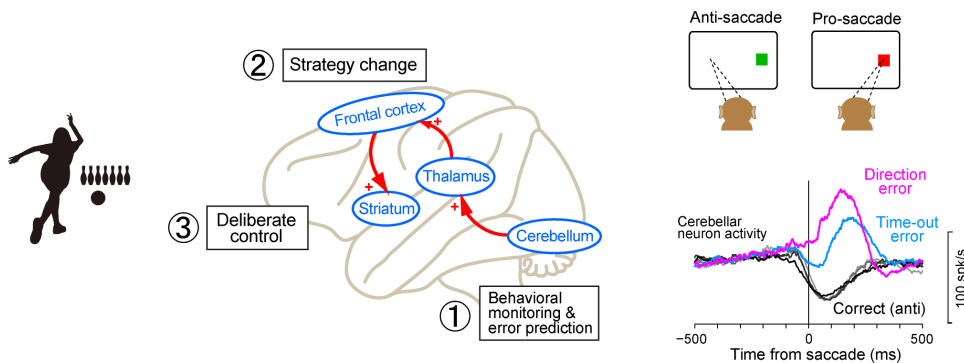 ② Strategy change
Frontal cortex
+
Thalamus
+
Striatum
+
③ Deliberate
control
Cerebellum
① Behavioral
monitoring &
error prediction
Anti-saccade
Pro-saccade
Direction
error
Time-out
error
Cerebellar
neuron activity
Correct (anti)
100 spk/s
−500
0
500
Time from saccade (ms)